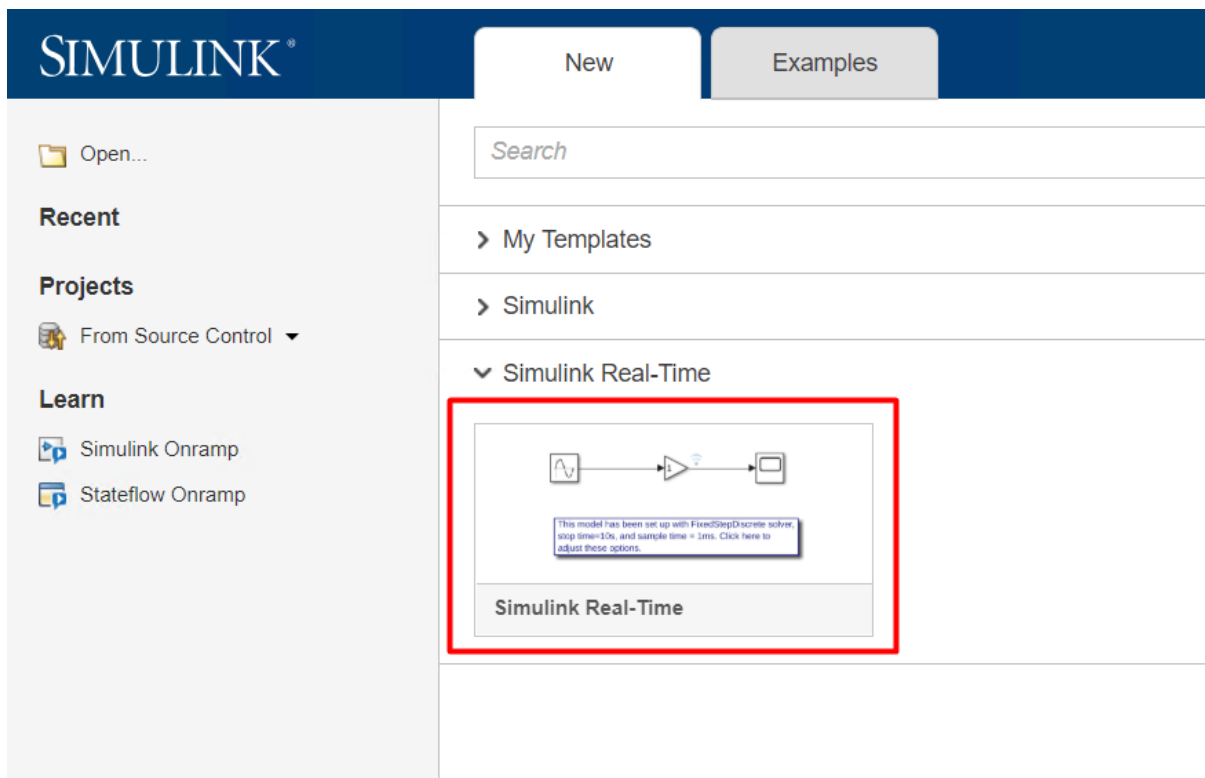 SIMULINK®
New
Examples
Open...
Search
Recent
My Templates
Projects
Simulink
From Source Control
Simulink Real-Time
Learn
Simulink Onramp
Stateflow Onramp
1
This model has been set up with FixedStepDiscrete solver,
stop time=10s, and sample time = 1ms. Click here to
adjust these options.
Simulink Real-Time